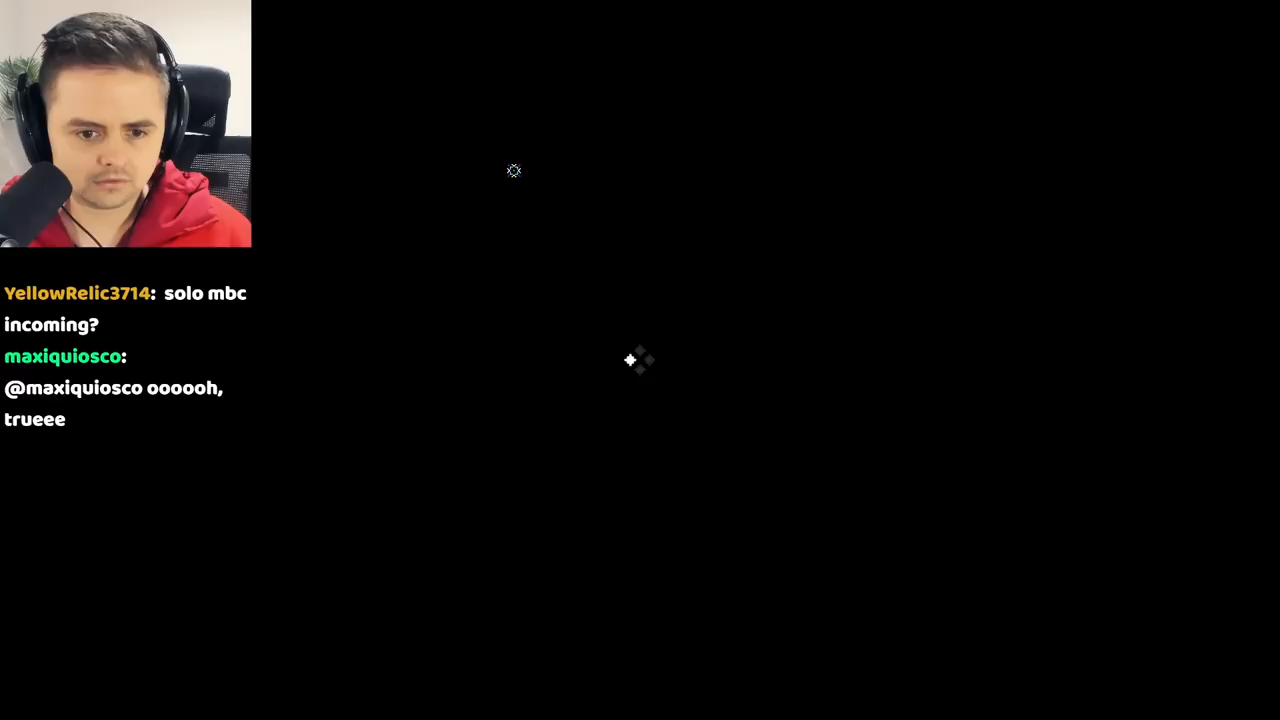 YellowRelic3714: solo mbc
incoming?
maxiquiosco:
@maxiquiosco oooooh,
trueee